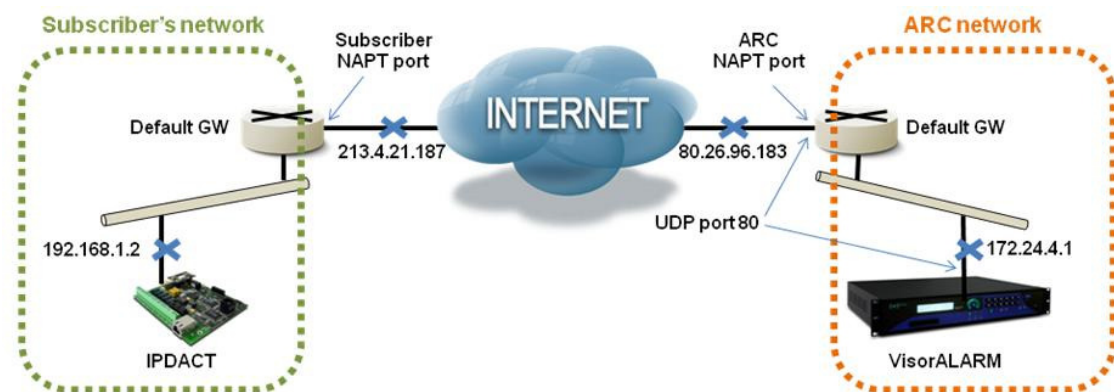 Subscriber's network
ARC network
Subscriber
NAPT port
ARC
NAPT port
INTERNET
Default GW
Default GW
213.4.21.187
80.26.96.183
UDP port 80
192.168.1.2
172.24.4.1
IPDACT
VisorALARM